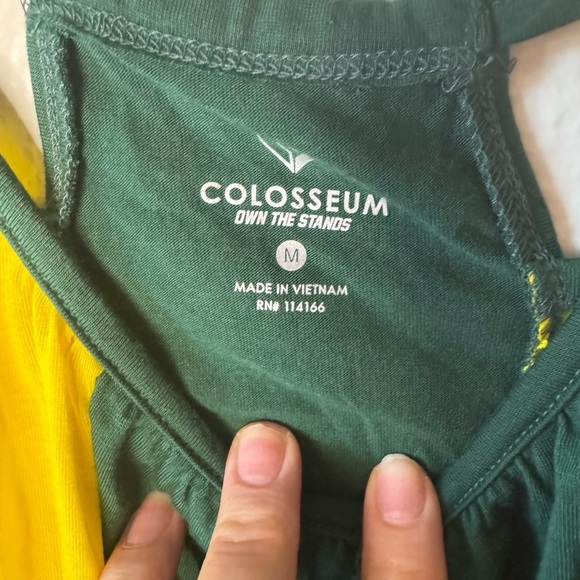 COLOSSEUM
OWN THE STANDS
M
MADE IN VIETNAM
RN# 114166